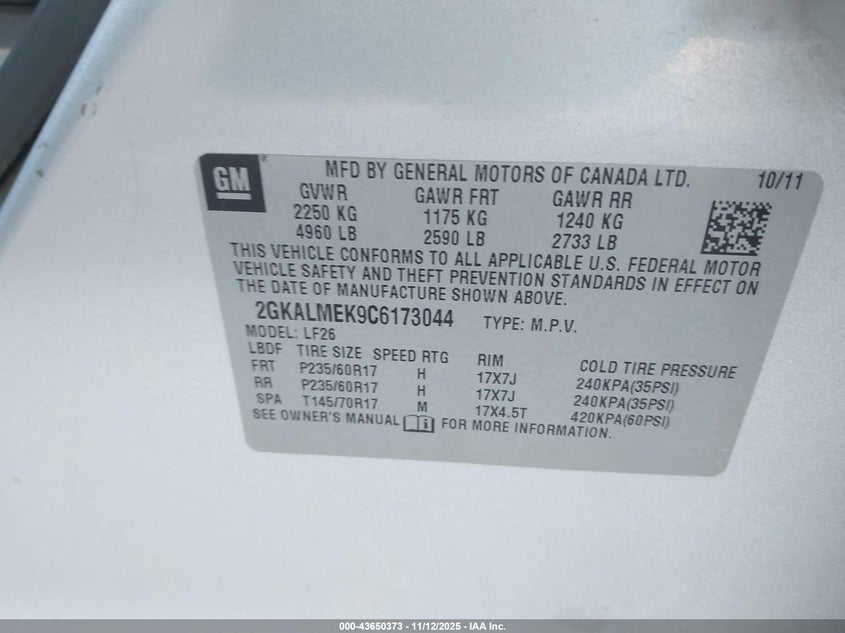 GM
MFD BY GENERAL MOTORS OF CANADA LTD. 10/11
GVWR GAWR FRT GAWR RR
2250 KG 1175 KG 1240 KG
4960 LB 2590 LB 2733 LB
THIS VEHICLE CONFORMS TO ALL APPLICABLE U.S. FEDERAL MOTOR
VEHICLE SAFETY AND THEFT PREVENTION STANDARDS IN EFFECT ON
THE DATE OF MANUFACTURE SHOWN ABOVE.
2GKALMEK9C6173044 TYPE: M.P.V.
MODEL: LF26
LBDF TIRE SIZE SPEED RTG RIM COLD TIRE PRESSURE
FRT P235/60R17 H 17X7J 240KPA(35PSI)
RR P235/60R17 H 17X7J 240KPA(35PSI)
SPA T145/70R17 M 17X4.5T 420KPA(60PSI)
SEE OWNER'S MANUAL FOR MORE INFORMATION.
000-43650373 - 11/12/2025 - IAA Inc.